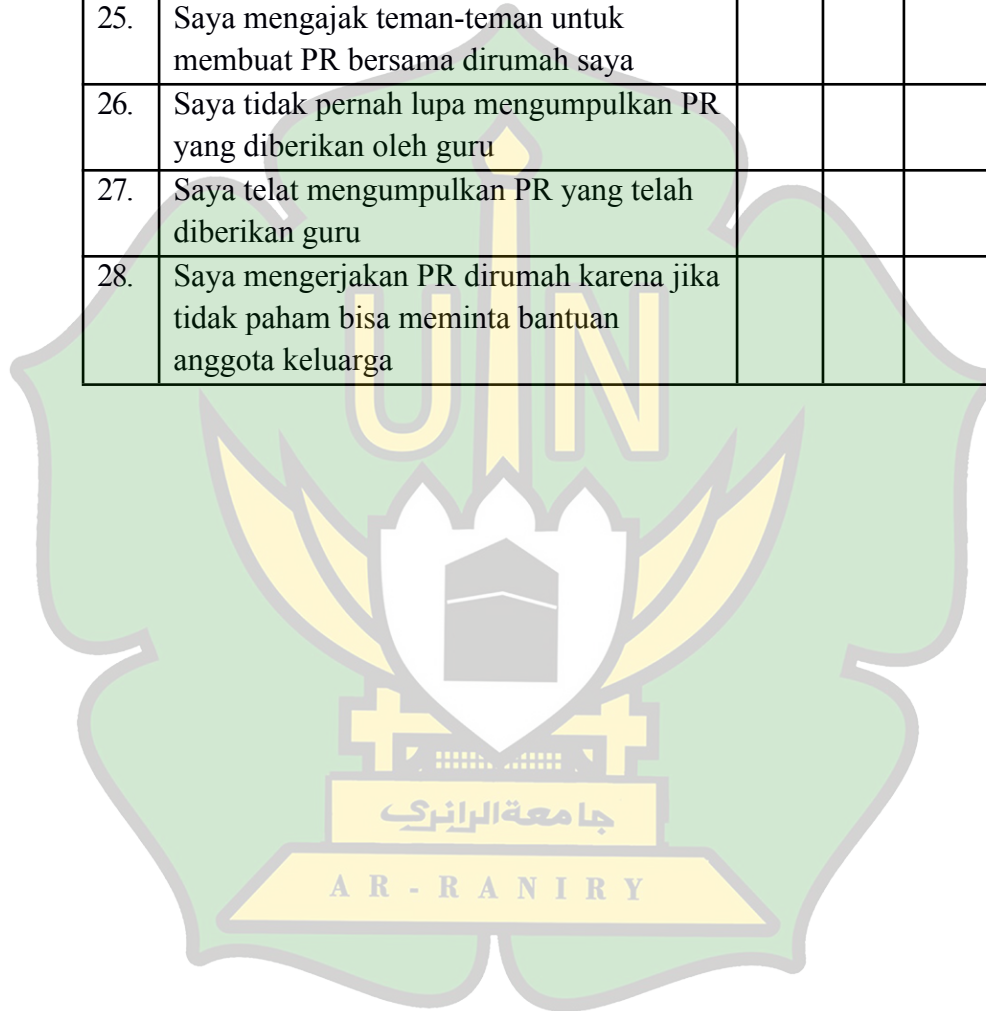 25. Saya mengajak teman-teman untuk
membuat PR bersama dirumah saya
26. Saya tidak pernah lupa mengumpulkan PR
yang diberikan oleh guru
27. Saya telat mengumpulkan PR yang telah
diberikan guru
28. Saya mengerjakan PR dirumah karena jika
tidak paham bisa meminta bantuan
anggota keluarga
UIN
جامعة الرانري
AR-RANIRY